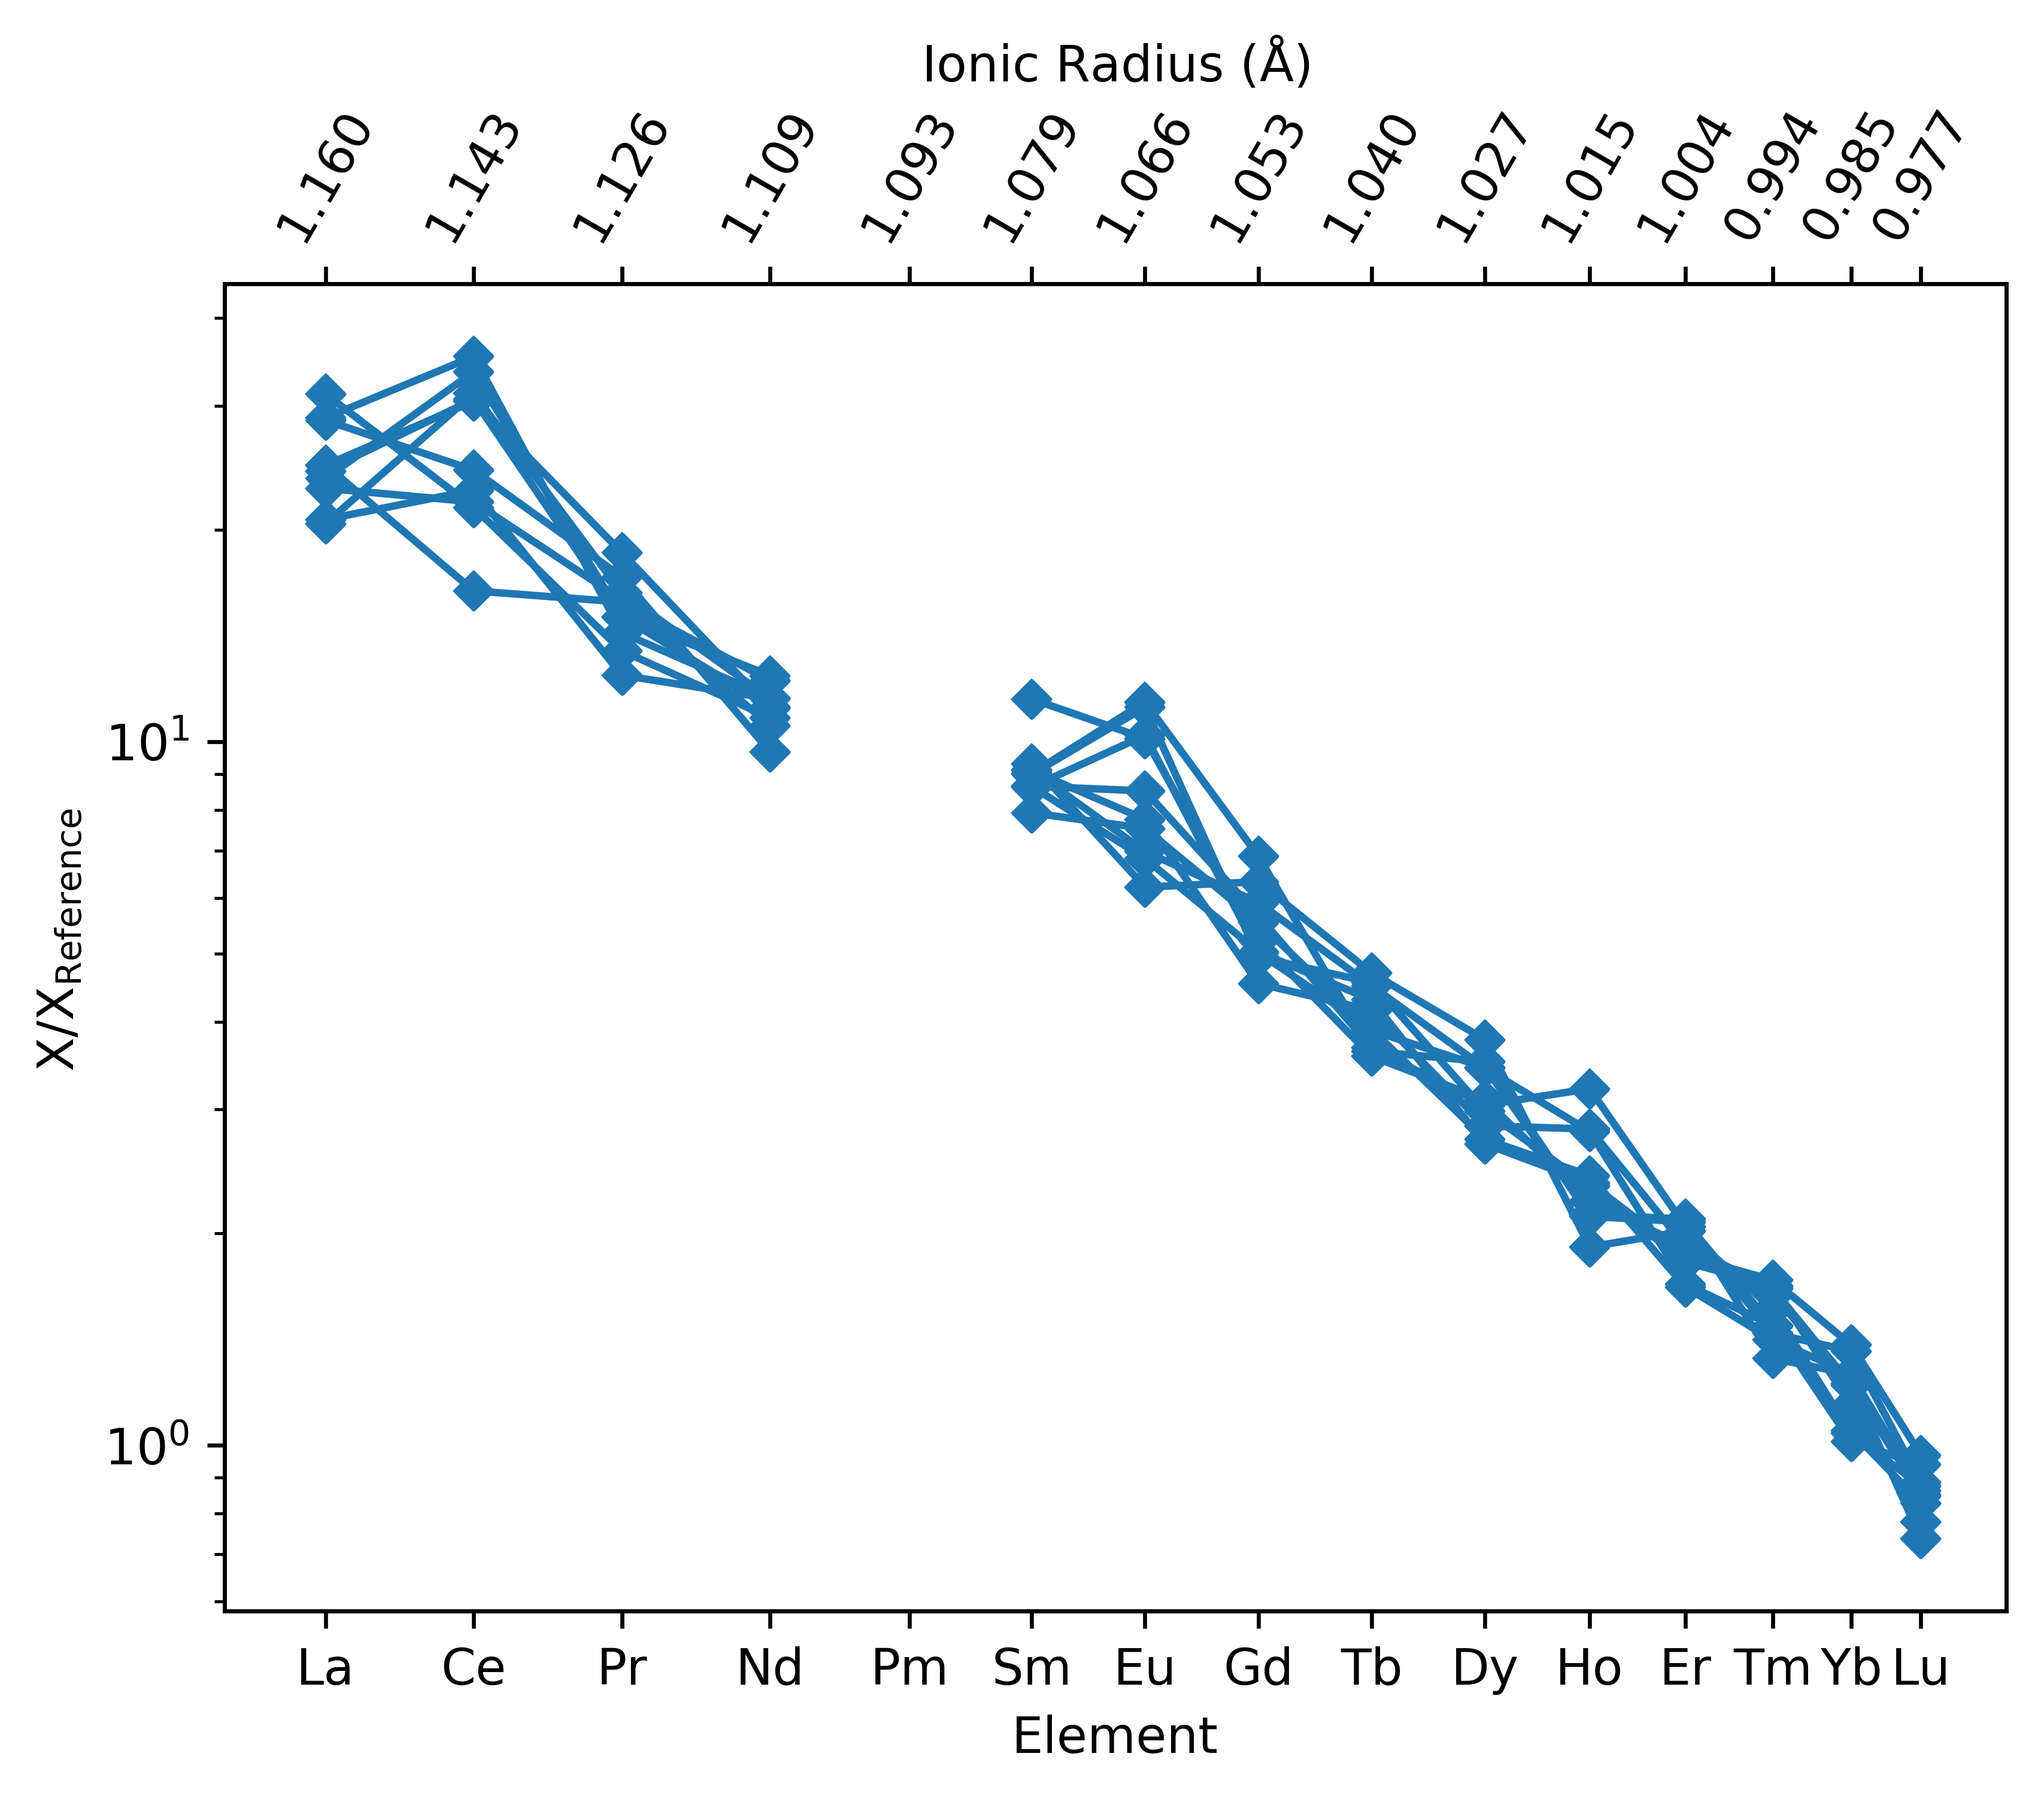 Ionic Radius (Å)
1.160 1.143 1.126 1.109 1.093 1.079 1.066 1.053 1.040 1.027 1.015 1.004 0.994 0.985 0.977
X/X_Reference
10¹
10⁰
La Ce Pr Nd Pm Sm Eu Gd Tb Dy Ho Er Tm Yb Lu
Element